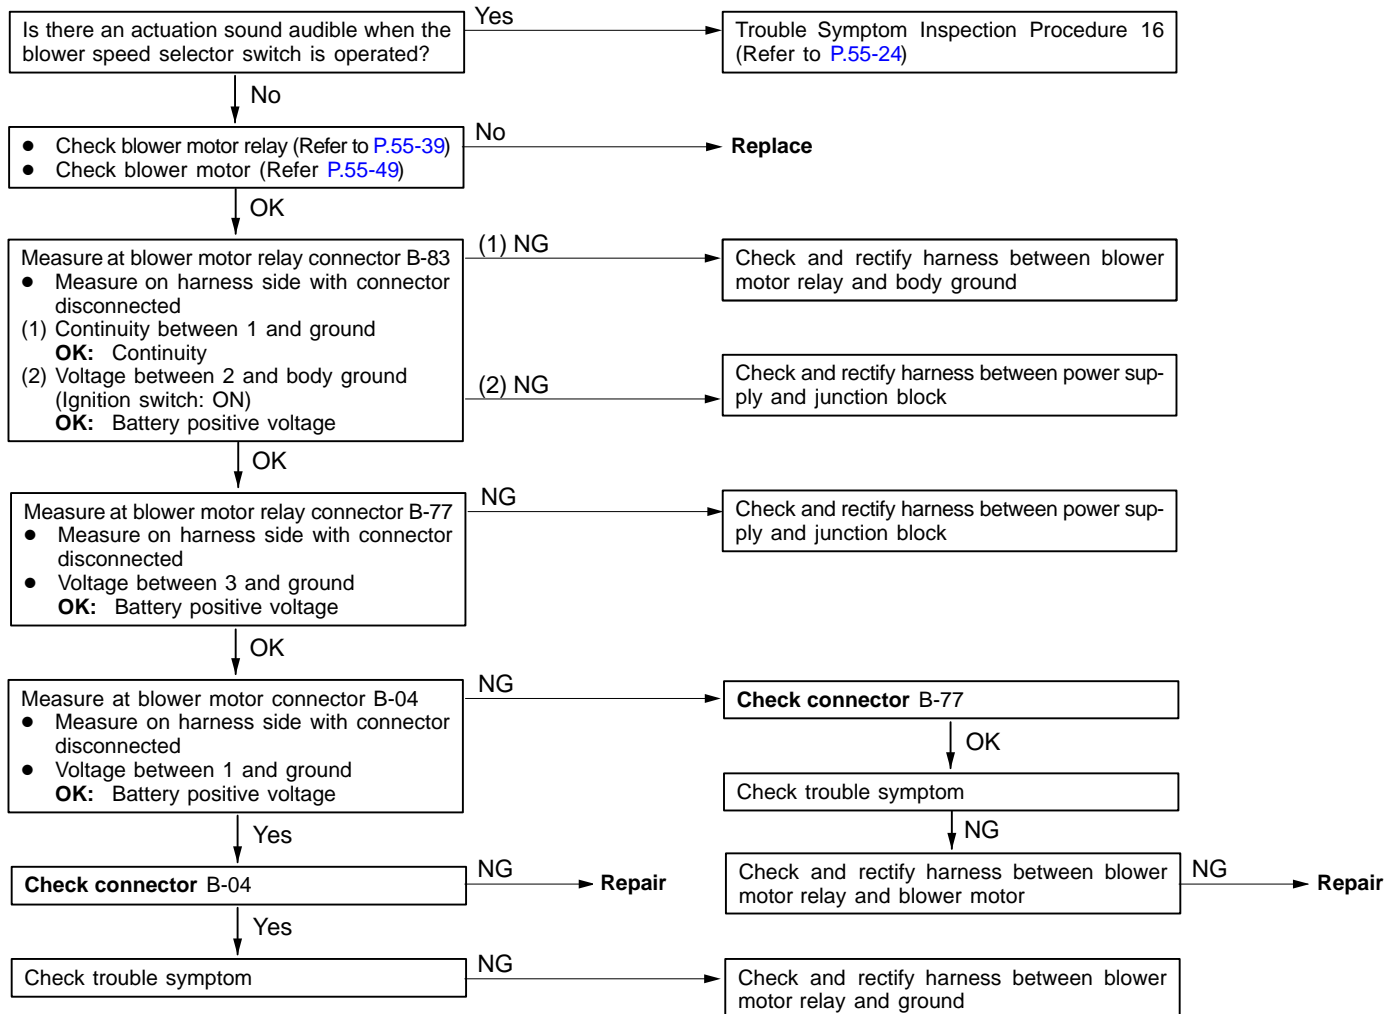 Is there an actuation sound audible when the
blower speed selector switch is operated?
Yes
Trouble Symptom Inspection Procedure 16
(Refer to P.55-24)
No
● Check blower motor relay (Refer to P.55-39)
● Check blower motor (Refer P.55-49)
No
Replace
OK
Measure at blower motor relay connector B-83
● Measure on harness side with connector
disconnected
(1) Continuity between 1 and ground
OK: Continuity
(2) Voltage between 2 and body ground
(Ignition switch: ON)
OK: Battery positive voltage
(1) NG
Check and rectify harness between blower
motor relay and body ground
(2) NG
Check and rectify harness between power sup-
ply and junction block
OK
Measure at blower motor relay connector B-77
● Measure on harness side with connector
disconnected
● Voltage between 3 and ground
OK: Battery positive voltage
NG
Check and rectify harness between power sup-
ply and junction block
OK
Measure at blower motor connector B-04
● Measure on harness side with connector
disconnected
● Voltage between 1 and ground
OK: Battery positive voltage
NG
Check connector B-77
OK
Check trouble symptom
NG
Check and rectify harness between blower
motor relay and blower motor
NG
Repair
Yes
Check connector B-04
NG
Repair
Yes
Check trouble symptom
NG
Check and rectify harness between blower
motor relay and ground